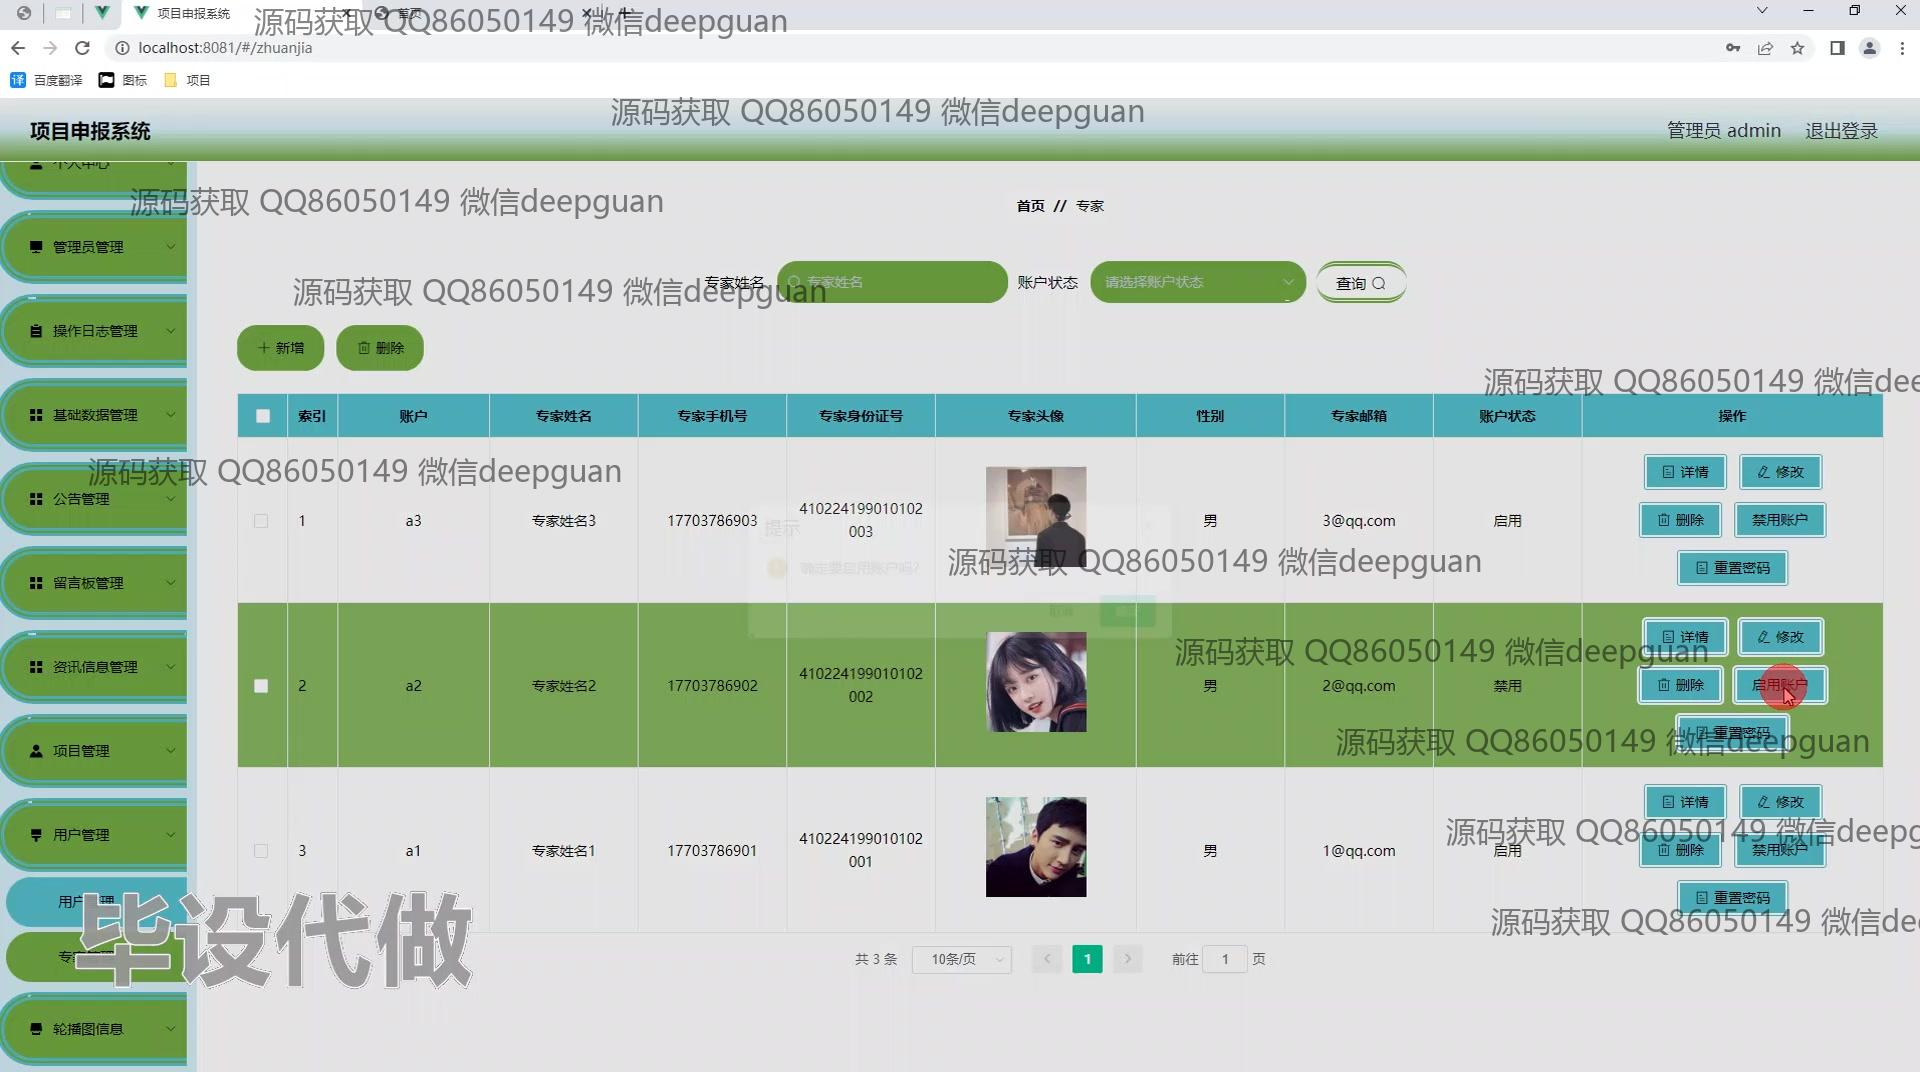 项目申报系统
首页
源码获取 QQ86050149 微信deepguan
localhost:8081/#/zhuanjia
百度翻译
图标
项目
源码获取 QQ86050149 微信deepguan
项目申报系统
管理员 admin
退出登录
个人中心
源码获取 QQ86050149 微信deepguan
首页 // 专家
管理员管理
源码获取 QQ86050149 微信deepguan
专家姓名
专家姓名
账户状态
请选择账户状态
查询
操作日志管理
新增
删除
源码获取 QQ86050149 微信dee
基础数据管理
索引 账户 专家姓名 专家手机号 专家身份证号 专家头像 性别 专家邮箱 账户状态 操作
源码获取 QQ86050149 微信deepguan
公告管理
1 a3 专家姓名3 17703786903 410224199010102003 男 3@qq.com 启用
详情
修改
删除
禁用账户
重置密码
提示
确定要启用账户吗?
取消
源码获取 QQ86050149 微信deepguan
留言板管理
资讯信息管理
源码获取 QQ86050149 微信deepguan
2 a2 专家姓名2 17703786902 410224199010102002 男 2@qq.com 禁用
详情
修改
删除
启用账户
重置密码
源码获取 QQ86050149 微信deepguan
项目管理
用户管理
源码获取 QQ86050149 微信deepg
3 a1 专家姓名1 17703786901 410224199010102001 男 1@qq.com 启用
详情
修改
删除
禁用账户
重置密码
源码获取 QQ86050149 微信dee
用户管理
毕设代做
共 3 条
10条/页
1
前往 1 页
轮播图信息